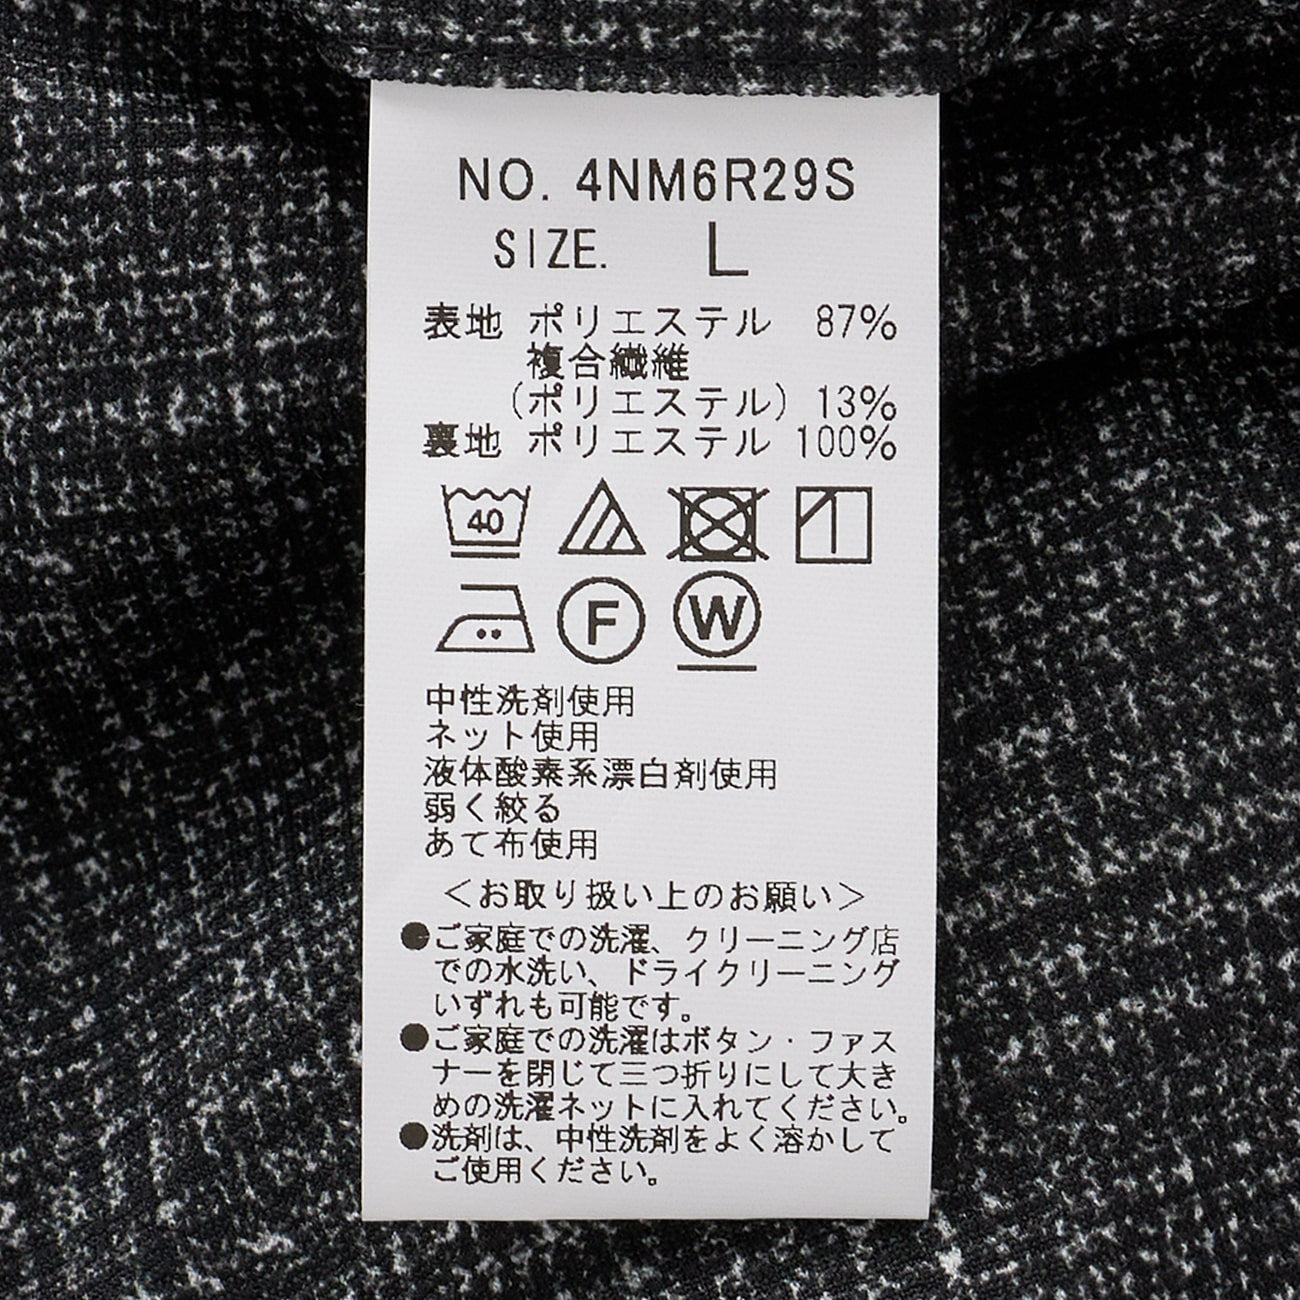 NO. 4NM6R29S
SIZE. L
表地 ポリエステル 87%
複合繊維
(ポリエステル) 13%
裏地 ポリエステル 100%
40
F W
中性洗剤使用
ネット使用
液体酸素系漂白剤使用
弱く絞る
あて布使用
<お取り扱い上のお願い>
●ご家庭での洗濯、クリーニング店
での水洗い、ドライクリーニング
いずれも可能です。
●ご家庭での洗濯はボタン・ファス
ナーを閉じて三つ折りにして大き
めの洗濯ネットに入れてください。
●洗剤は、中性洗剤をよく溶かして
ご使用ください。